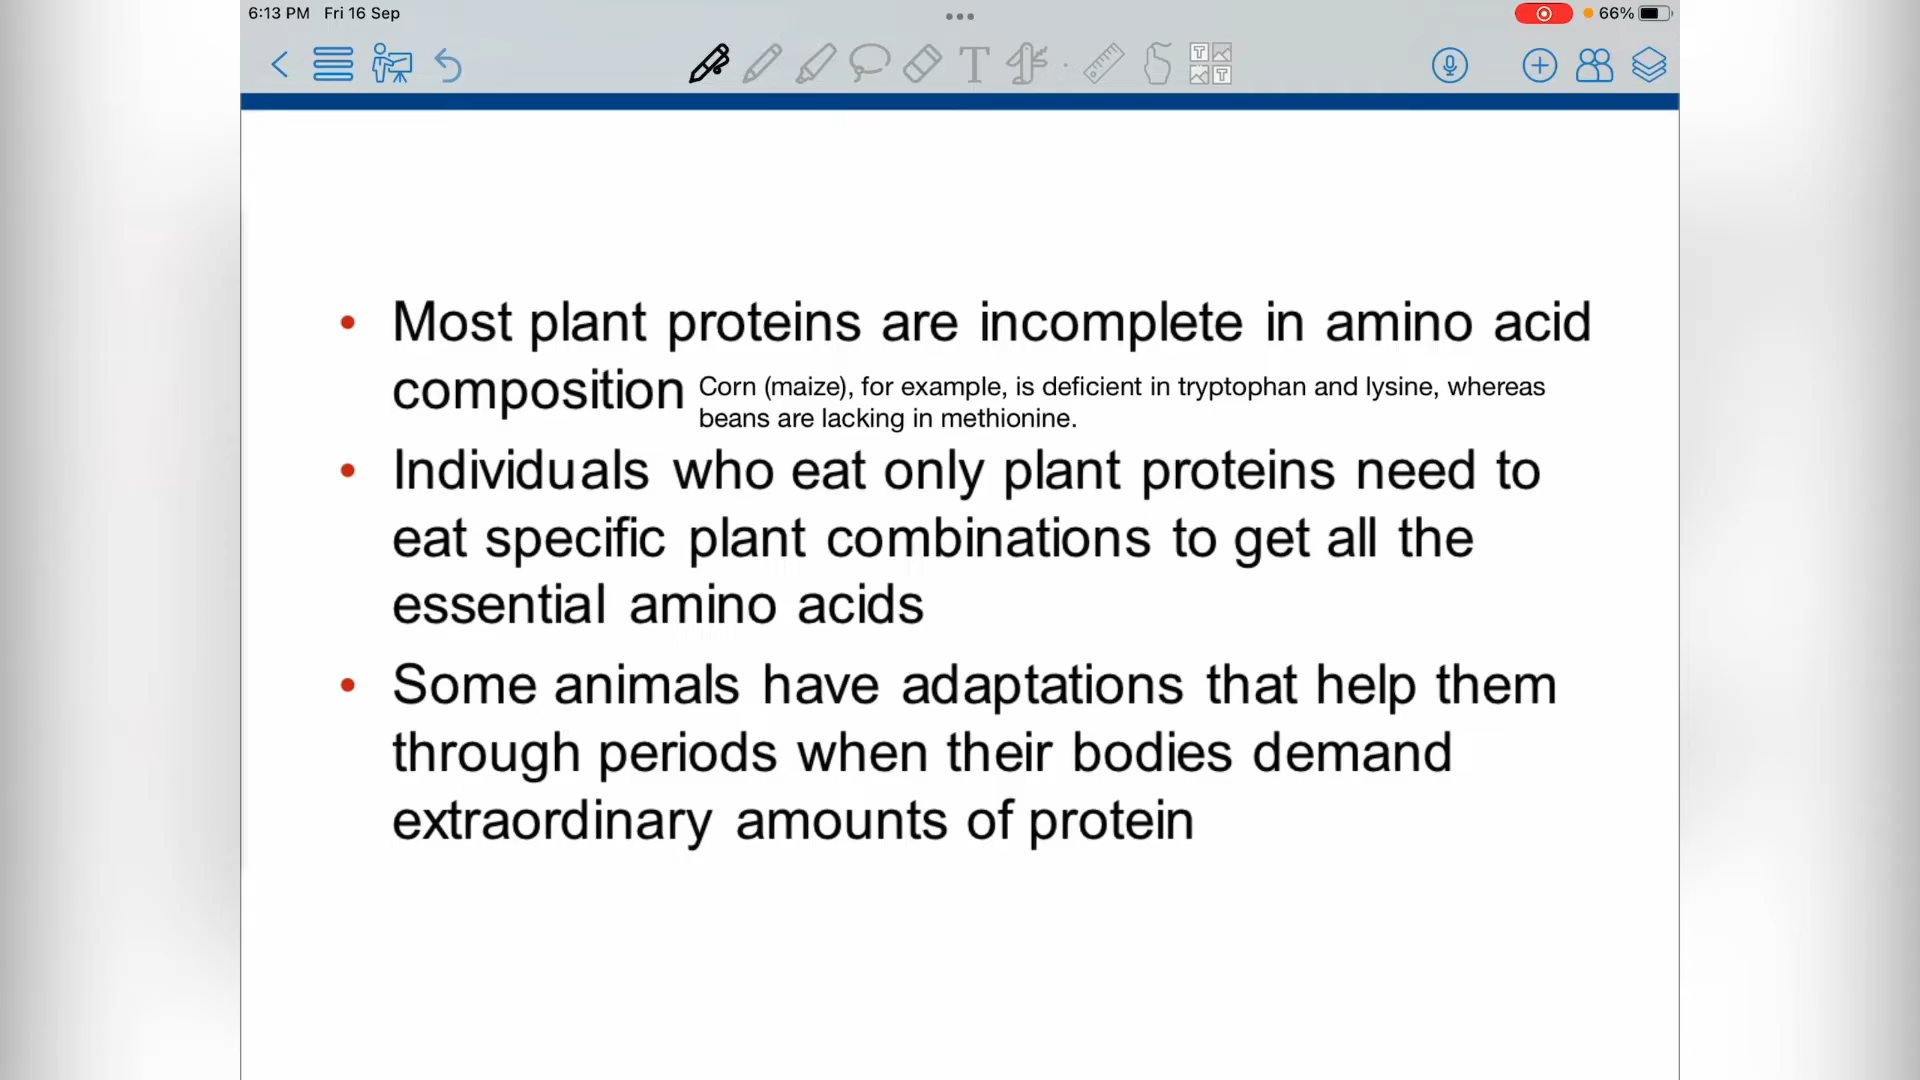 6:13 PM Fri 16 Sep
66%
• Most plant proteins are incomplete in amino acid
composition Corn (maize), for example, is deficient in tryptophan and lysine, whereas
beans are lacking in methionine.
• Individuals who eat only plant proteins need to
eat specific plant combinations to get all the
essential amino acids
• Some animals have adaptations that help them
through periods when their bodies demand
extraordinary amounts of protein